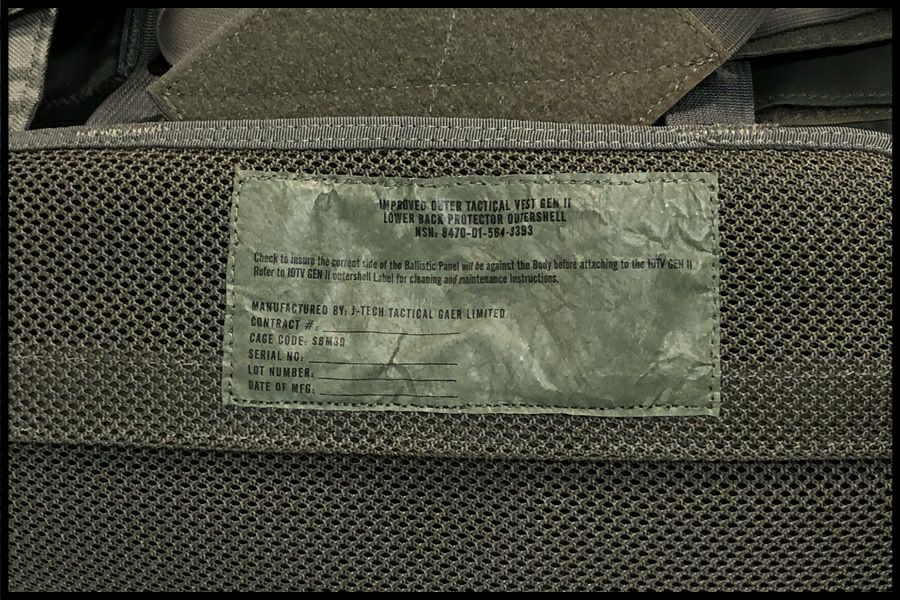 IMPROVED OUTER TACTICAL VEST GEN II
LOWER BACK PROTECTOR OUTERSHELL
NSN: 8470-01-564-J393
Check to insure the correct side of the Ballistic Panel will be against the Body before attaching to the IOTV GEN II.
Refer to IOTV GEN II outershell Label for cleaning and maintenance instructions.
MANUFACTURED BY: J-TECH TACTICAL GAER LIMITED
CONTRACT #:
CAGE CODE: SBM39
SERIAL NO:
LOT NUMBER:
DATE OF MFG: